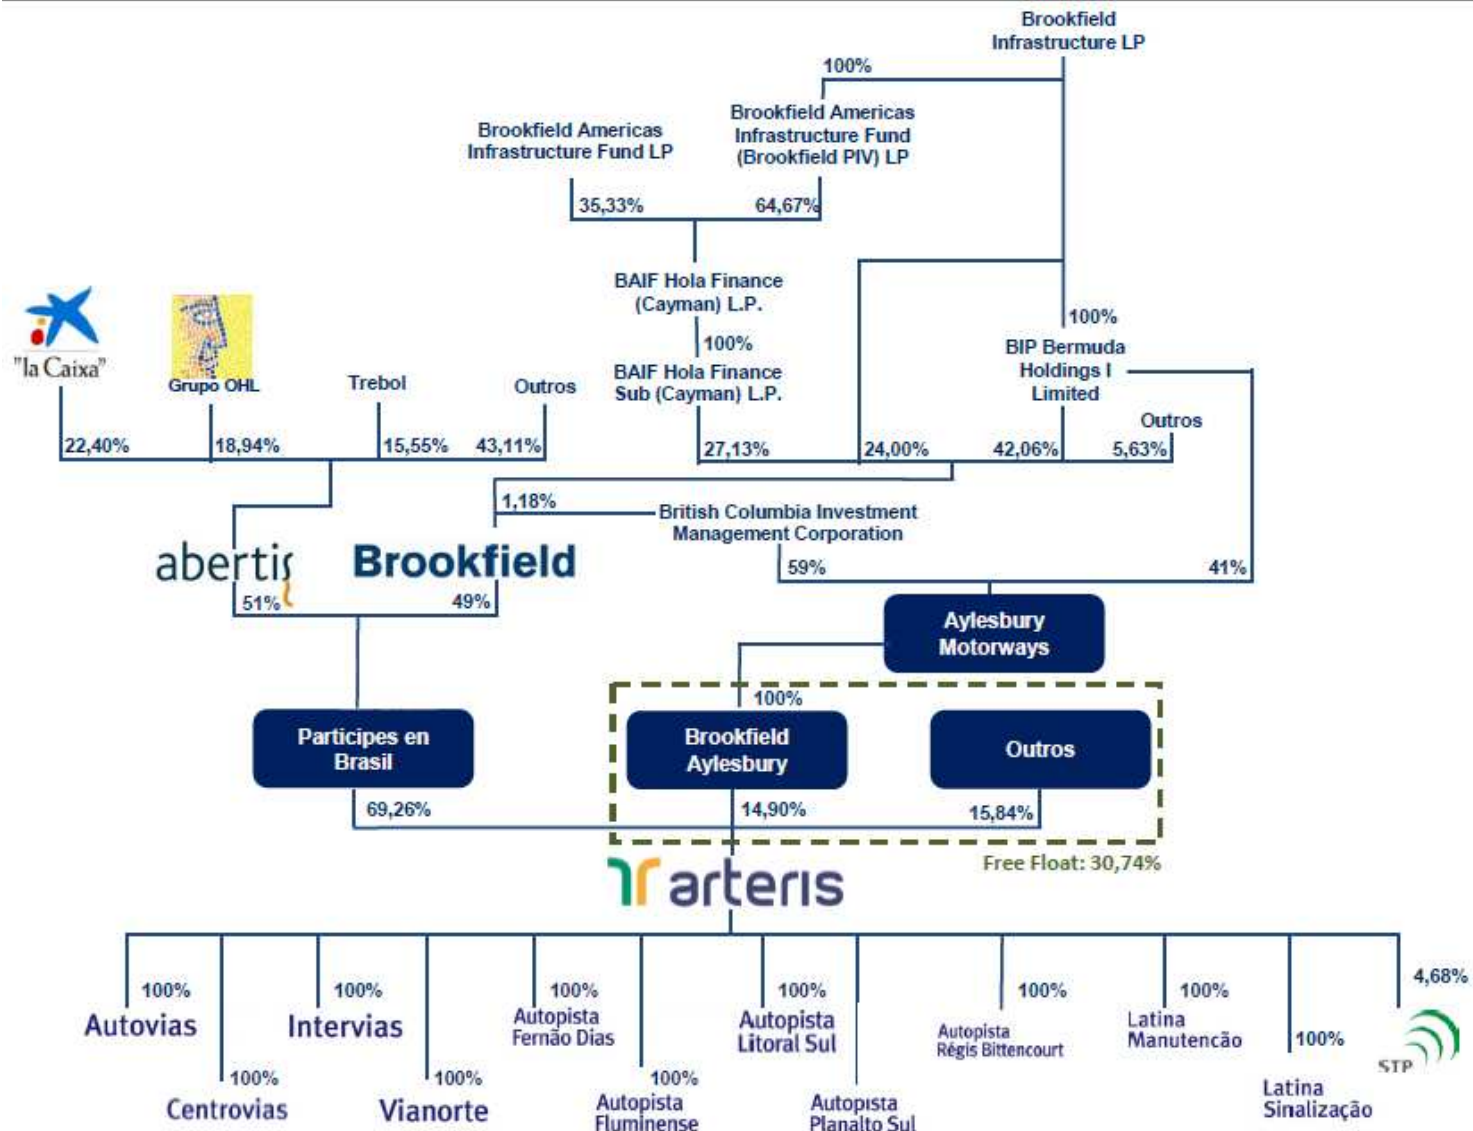 Brookfield
Infrastructure LP
100%
Brookfield Americas
Infrastructure Fund
(Brookfield PIV) LP
Brookfield Americas
Infrastructure Fund LP
35,33%
64,67%
BAIF Hola Finance
(Cayman) L.P.
100%
BAIF Hola Finance
Sub (Cayman) L.P.
100%
BIP Bermuda
Holdings I
Limited
"la Caixa"
Grupo OHL
Trebol
Outros
Outros
22,40%
18,94%
15,55%
43,11%
27,13%
24,00%
42,06%
5,63%
1,18%
British Columbia Investment
Management Corporation
abertis
Brookfield
59%
41%
51%
49%
Aylesbury
Motorways
100%
Participes en
Brasil
Brookfield
Aylesbury
Outros
69,26%
14,90%
15,84%
Free Float: 30,74%
arteris
100%
Autovias
100%
Centrovias
100%
Intervias
100%
Vianorte
100%
Autopista
Fernão Dias
100%
Autopista
Fluminense
100%
Autopista
Litoral Sul
Autopista
Planalto Sul
100%
Autopista
Régis Bittencourt
100%
Latina
Manutencão
100%
Latina
Sinalização
4,68%
STP